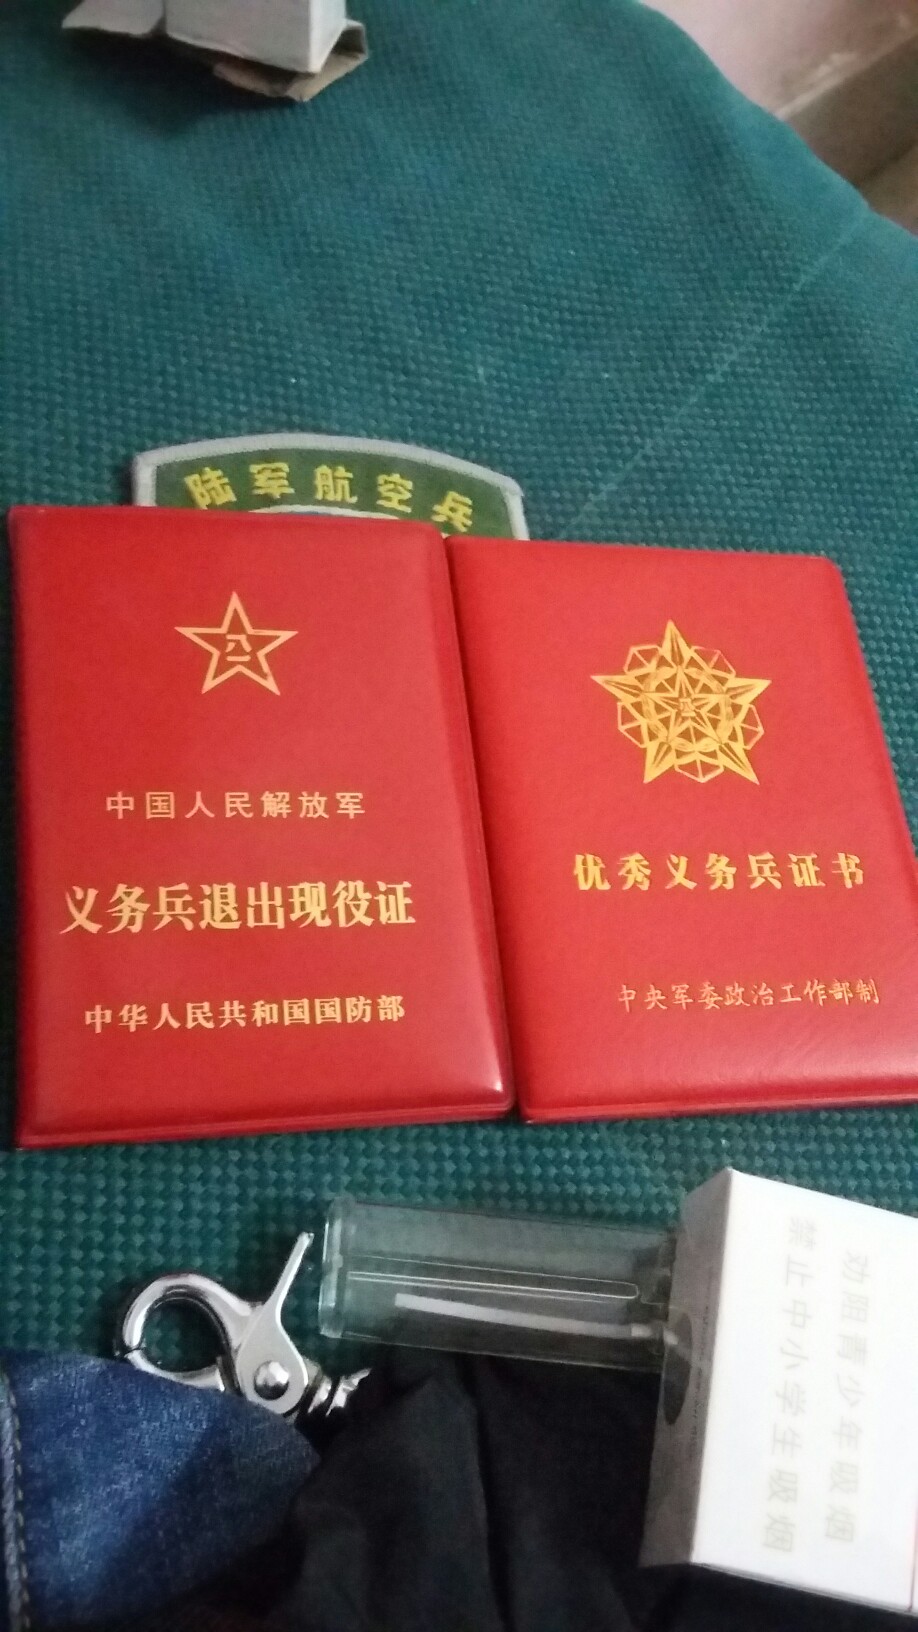 陆军航空兵
八一
中国人民解放军
义务兵退出现役证
中华人民共和国国防部
八一
优秀义务兵证书
中央军委政治工作部制
劝阻青少年吸烟
禁止中小学生吸烟